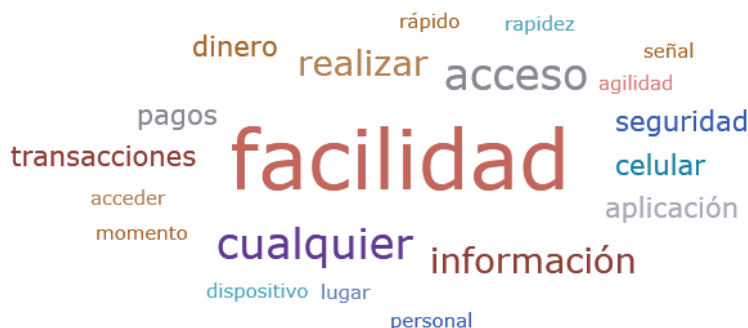 rápido
rapidez
dinero
señal
realizar
acceso
agilidad
pagos
seguridad
transacciones
facilidad
celular
acceder
aplicación
momento
cualquier
información
dispositivo
lugar
personal